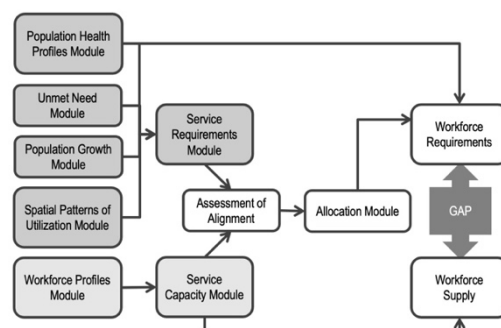 Population Health
Profiles Module
Unmet Need
Module
Population Growth
Module
Spatial Patterns of
Utilization Module
Workforce Profiles
Module
Service
Requirements
Module
Service
Capacity Module
Assessment of
Alignment
Allocation Module
Workforce
Requirements
GAP
Workforce
Supply